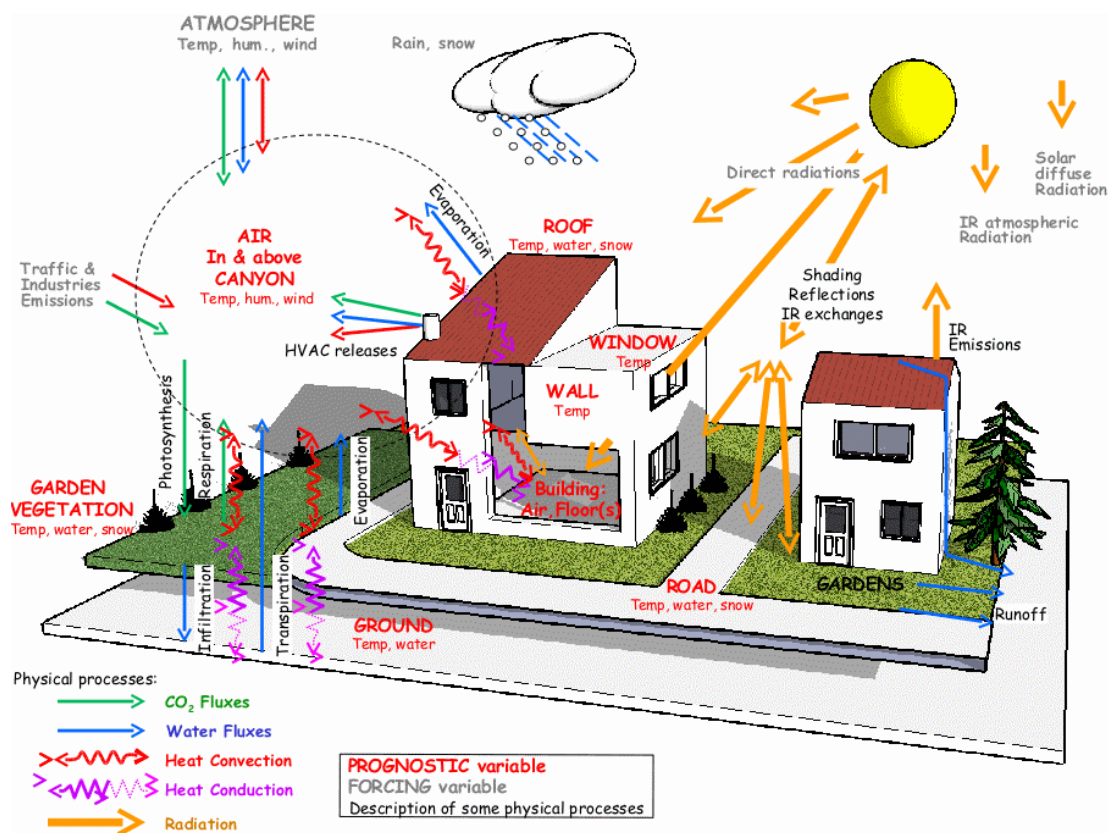 ATMOSPHERE
Temp, hum., wind
Rain, snow
Direct radiations
Solar
diffuse
Radiation
IR atmospheric
Radiation
Evaporation
ROOF
Temp, water, snow
AIR
In & above
CANYON
Temp, hum., wind
Traffic &
Industries
Emissions
Shading
Reflections
IR exchanges
IR
Emissions
HVAC releases
WINDOW
Temp
WALL
Temp
Photosynthesis
Respiration
Evaporation
GARDEN
VEGETATION
Temp, water, snow
Building:
Air, Floor(s)
ROAD
Temp, water, snow
GARDENS
Runoff
Infiltration
Transpiration
GROUND
Temp, water
Physical processes:
CO2 Fluxes
Water Fluxes
Heat Convection
Heat Conduction
Radiation
PROGNOSTIC variable
FORCING variable
Description of some physical processes